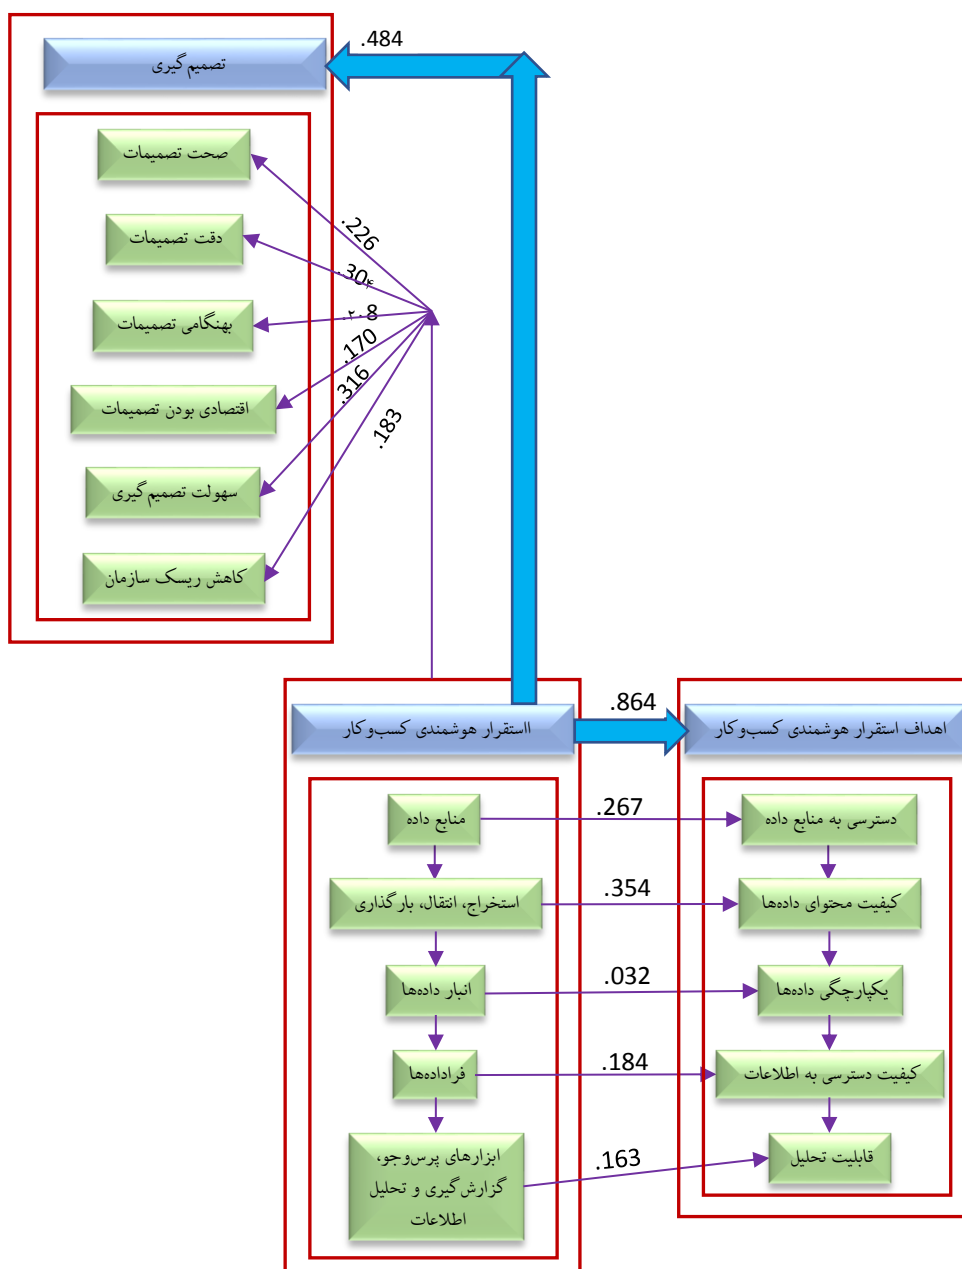 .484
تصمیم‌گیری
صحت تصمیمات
دقت تصمیمات
بهنگامی تصمیمات
اقتصادی بودن تصمیمات
سهولت تصمیم‌گیری
کاهش ریسک سازمان
.226
.30۴
.۲۰8
.170
.316
.183
.864
اهداف استقرار هوشمندی کسب‌وکار
ااستقرار هوشمندی کسب‌وکار
دسترسی به منابع داده
.267
منابع داده
کیفیت محتوای داده‌ها
.354
استخراج، انتقال، بارگذاری
یکپارچگی داده‌ها
.032
انبار داده‌ها
کیفیت دسترسی به اطلاعات
.184
فراداده‌ها
قابلیت تحلیل
.163
ابزارهای پرس‌وجو،
گزارش‌گیری و تحلیل
اطلاعات